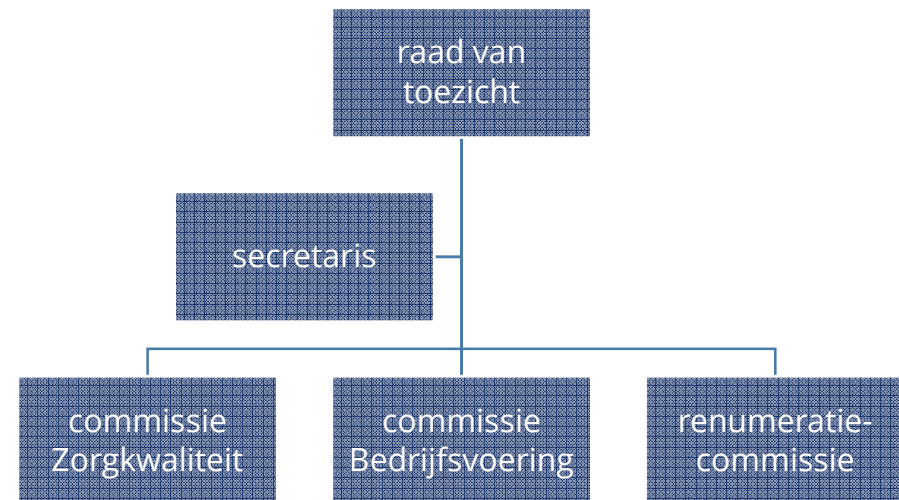 raad van
toezicht
secretaris
commissie
Zorgkwaliteit
commissie
Bedrijfsvoering
renumeratie-
commissie